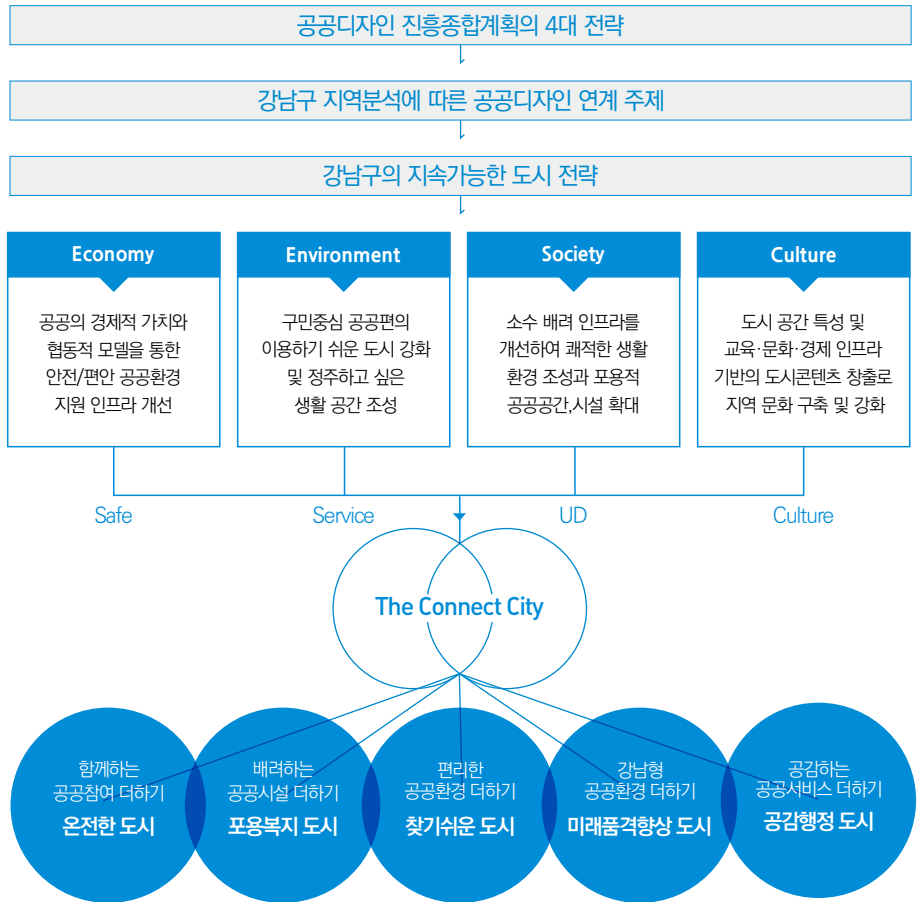 공공디자인 진흥종합계획의 4대 전략
강남구 지역분석에 따른 공공디자인 연계 주제
강남구의 지속가능한 도시 전략
Economy
공공의 경제적 가치와
협동적 모델을 통한
안전/편안 공공환경
지원 인프라 개선
Environment
구민중심 공공편의
이용하기 쉬운 도시 강화
및 정주하고 싶은
생활 공간 조성
Society
소수 배려 인프라를
개선하여 쾌적한 생활
환경 조성과 포용적
공공공간,시설 확대
Culture
도시 공간 특성 및
교육·문화·경제 인프라
기반의 도시콘텐츠 창출로
지역 문화 구축 및 강화
Safe
Service
UD
Culture
The Connect City
함께하는
공공참여 더하기
온전한 도시
배려하는
공공시설 더하기
포용복지 도시
편리한
공공환경 더하기
찾기쉬운 도시
강남형
공공환경 더하기
미래품격향상 도시
공감하는
공공서비스 더하기
공감행정 도시